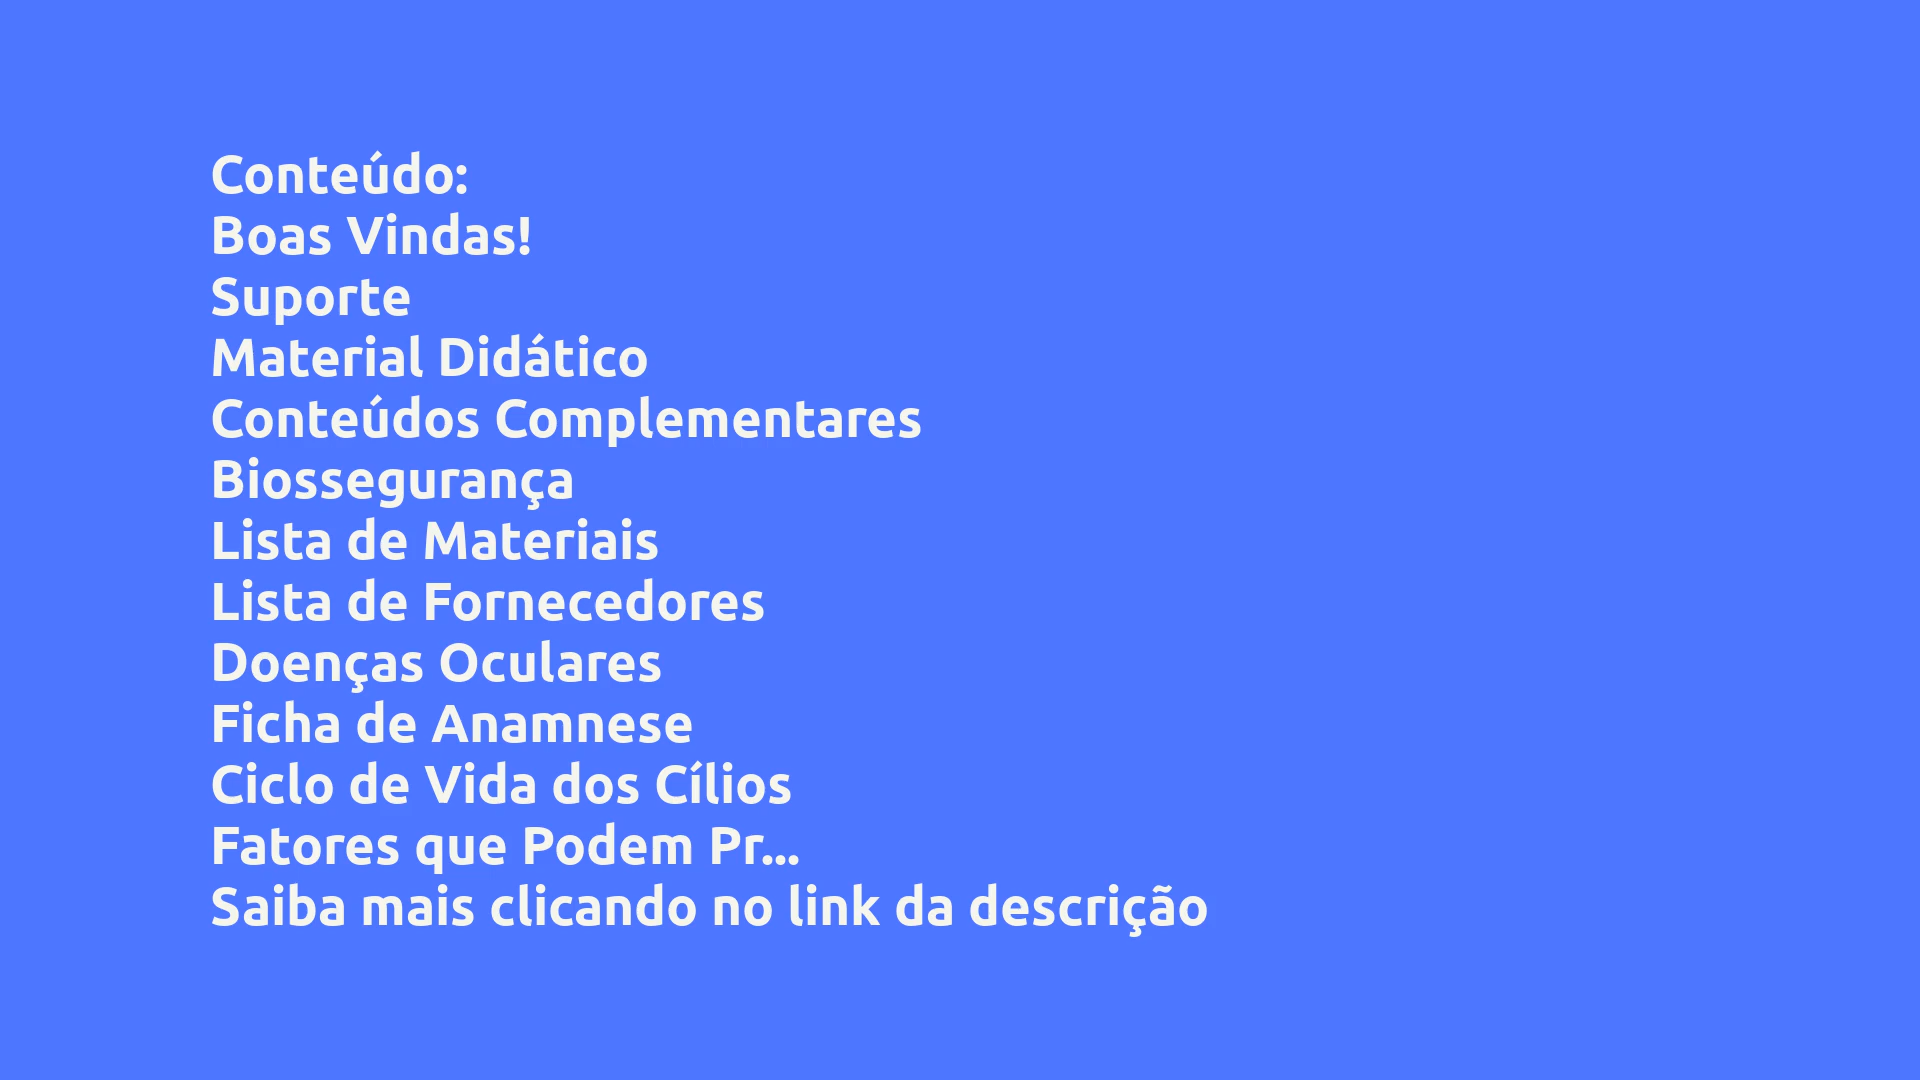 Conteúdo:
Boas Vindas!
Suporte
Material Didático
Conteúdos Complementares
Biossegurança
Lista de Materiais
Lista de Fornecedores
Doenças Oculares
Ficha de Anamnese
Ciclo de Vida dos Cílios
Fatores que Podem Pr...
Saiba mais clicando no link da descrição